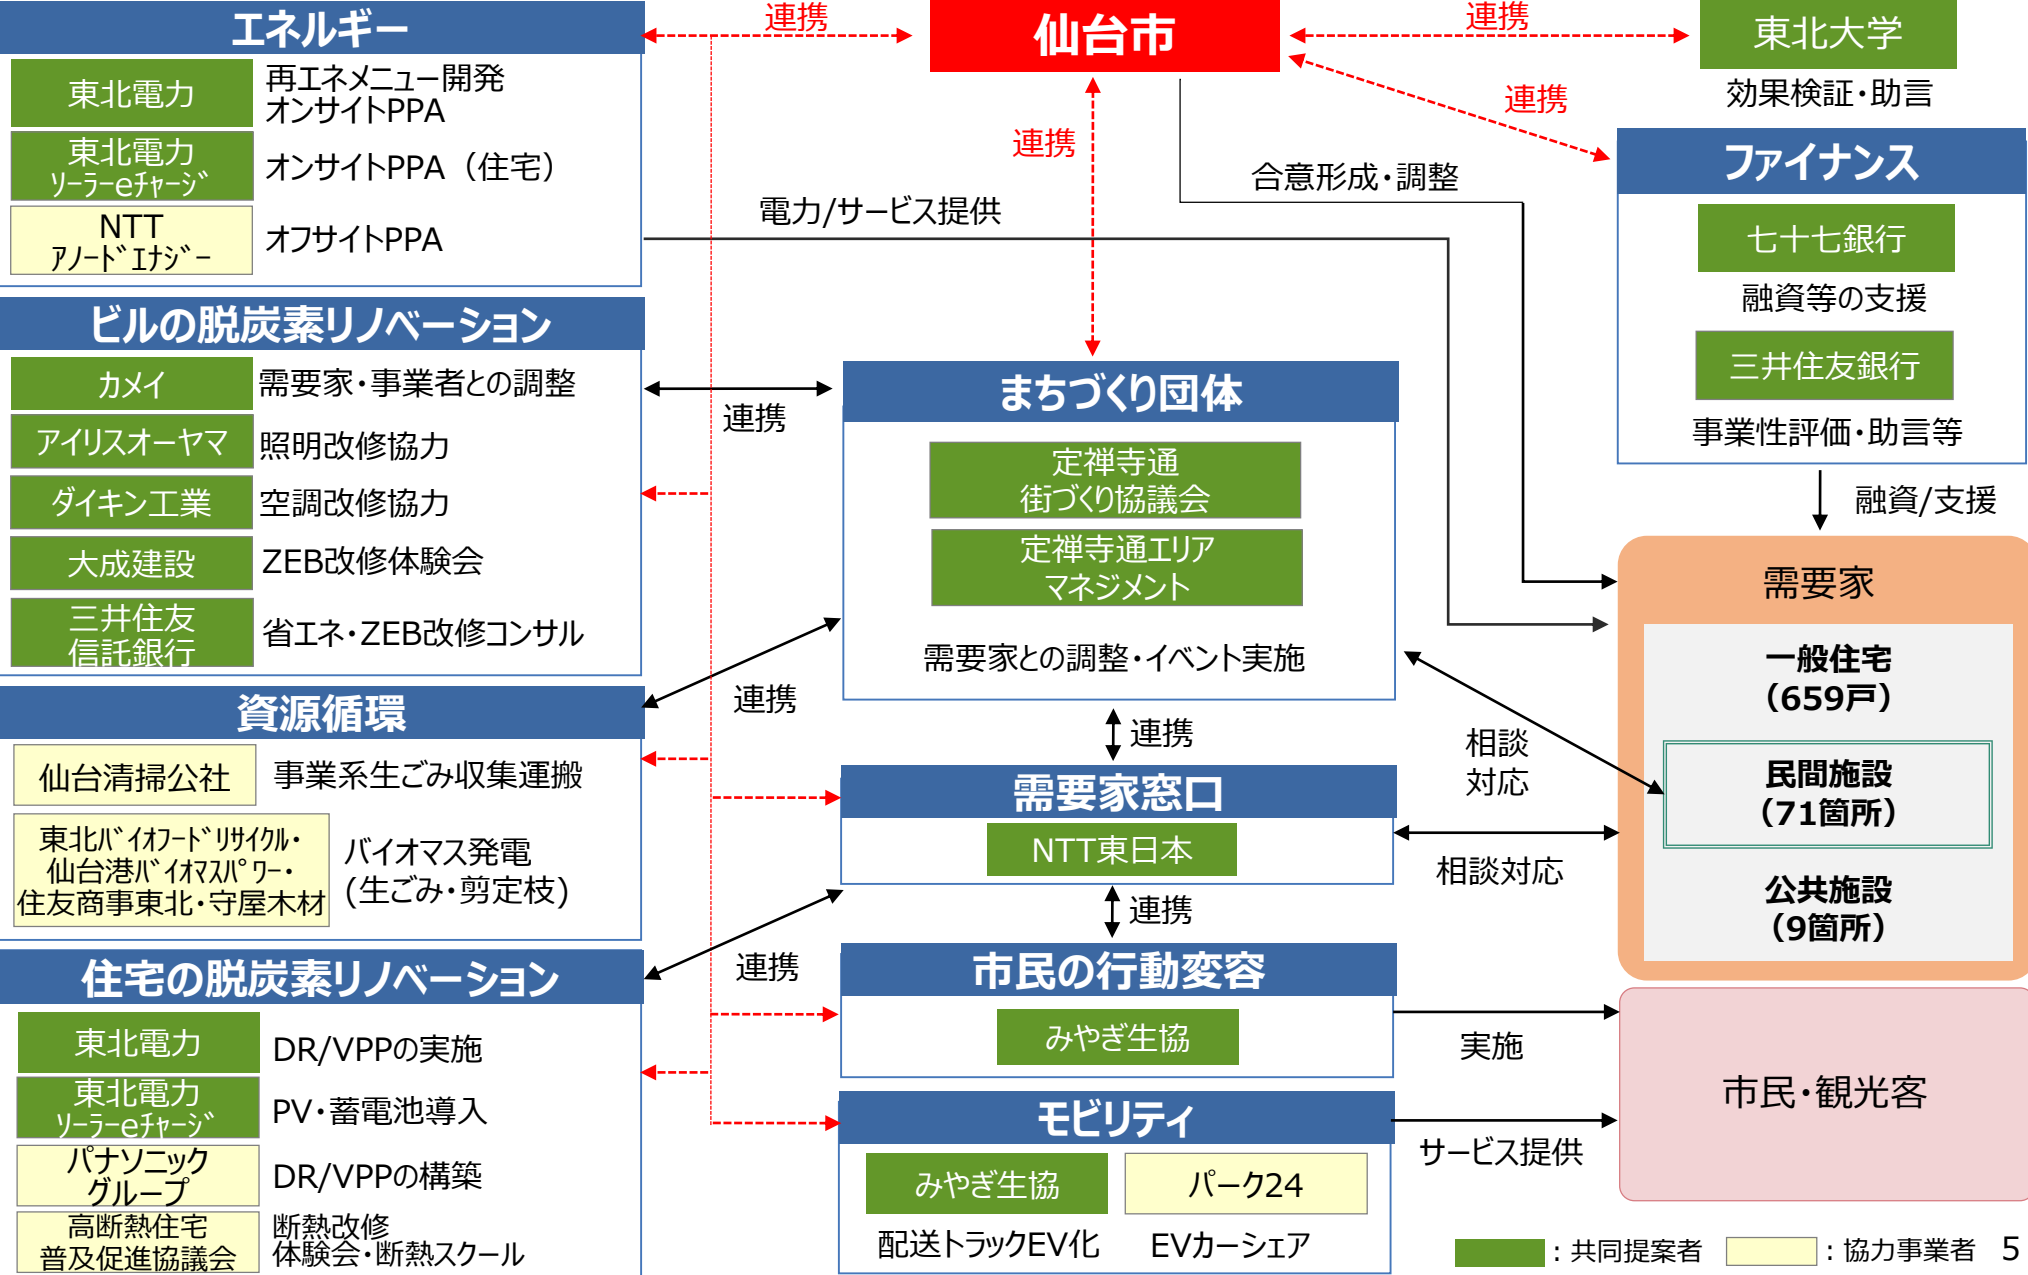 エネルギー
東北電力
再エネメニュー開発
オンサイトPPA
東北電力
ソーラーeチャージ
オンサイトPPA（住宅）
NTT
アノードエナジー
オフサイトPPA
ビルの脱炭素リノベーション
カメイ
需要家・事業者との調整
アイリスオーヤマ
照明改修協力
ダイキン工業
空調改修協力
大成建設
ZEB改修体験会
三井住友
信託銀行
省エネ・ZEB改修コンサル
資源循環
仙台清掃公社
事業系生ごみ収集運搬
東北バイオフードリサイクル・
仙台港バイオマスパワー・
住友商事東北・守屋木材
バイオマス発電
(生ごみ・剪定枝)
住宅の脱炭素リノベーション
東北電力
DR/VPPの実施
東北電力
ソーラーeチャージ
PV・蓄電池導入
パナソニック
グループ
DR/VPPの構築
高断熱住宅
普及促進協議会
断熱改修
体験会・断熱スクール
連携
仙台市
連携
東北大学
効果検証・助言
連携
連携
合意形成・調整
電力/サービス提供
ファイナンス
七十七銀行
融資等の支援
三井住友銀行
事業性評価・助言等
融資/支援
連携
まちづくり団体
定禅寺通
街づくり協議会
定禅寺通エリア
マネジメント
需要家との調整・イベント実施
連携
連携
相談
対応
需要家窓口
NTT東日本
相談対応
連携
連携
市民の行動変容
みやぎ生協
実施
モビリティ
みやぎ生協
パーク24
配送トラックEV化
EVカーシェア
サービス提供
需要家
一般住宅
（659戸）
民間施設
（71箇所）
公共施設
（9箇所）
市民・観光客
：共同提案者
：協力事業者
5